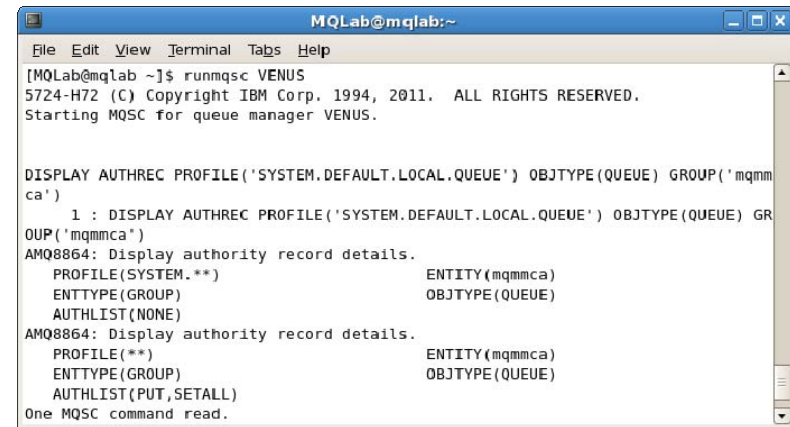 MQLab@mqlab:~
File Edit View Terminal Tabs Help
[MQLab@mqlab ~]$ runmqsc VENUS
5724-H72 (C) Copyright IBM Corp. 1994, 2011.  ALL RIGHTS RESERVED.
Starting MQSC for queue manager VENUS.
DISPLAY AUTHREC PROFILE('SYSTEM.DEFAULT.LOCAL.QUEUE') OBJTYPE(QUEUE) GROUP('mqmm
ca')
     1 : DISPLAY AUTHREC PROFILE('SYSTEM.DEFAULT.LOCAL.QUEUE') OBJTYPE(QUEUE) GR
OUP('mqmmca')
AMQ8864: Display authority record details.
   PROFILE(SYSTEM.**)                      ENTITY(mqmmca)
   ENTTYPE(GROUP)                          OBJTYPE(QUEUE)
   AUTHLIST(NONE)
AMQ8864: Display authority record details.
   PROFILE(**)                             ENTITY(mqmmca)
   ENTTYPE(GROUP)                          OBJTYPE(QUEUE)
   AUTHLIST(PUT,SETALL)
One MQSC command read.